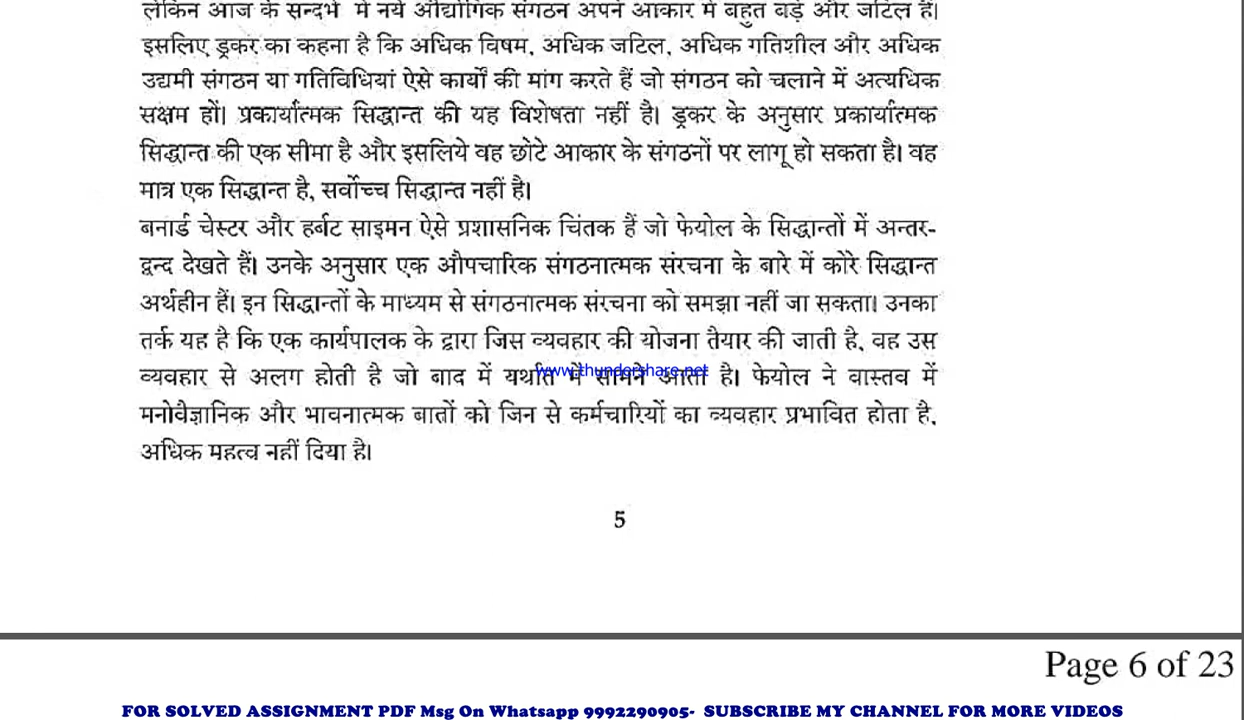 लेकिन आज के सन्दर्भ में नये औद्योगिक संगठन अपने आकार में बहुत बड़े और जटिल हैं।
इसलिए ड्रकर का कहना है कि अधिक विषम, अधिक जटिल, अधिक गतिशील और अधिक
उद्यमी संगठन या गतिविधियां ऐसे कार्यों की मांग करते हैं जो संगठन को चलाने में अत्यधिक
सक्षम हों। प्रकार्यात्मक सिद्धान्त की यह विशेषता नहीं है। ड्रकर के अनुसार प्रकार्यात्मक
सिद्धान्त की एक सीमा है और इसलिये वह छोटे आकार के संगठनों पर लागू हो सकता है। वह
मात्र एक सिद्धान्त है, सर्वोच्च सिद्धान्त नहीं है।
बनार्ड चेस्टर और हर्बट साइमन ऐसे प्रशासनिक चिंतक हैं जो फेयोल के सिद्धान्तों में अन्तर-
द्वन्द देखते हैं। उनके अनुसार एक औपचारिक संगठनात्मक संरचना के बारे में कोरे सिद्धान्त
अर्थहीन हैं। इन सिद्धान्तों के माध्यम से संगठनात्मक संरचना को समझा नहीं जा सकता। उनका
तर्क यह है कि एक कार्यपालक के द्वारा जिस व्यवहार की योजना तैयार की जाती है, वह उस
व्यवहार से अलग होती है जो बाद में यर्थात में सामने आता है। फेयोल ने वास्तव में
www.thundershare.net
मनोवैज्ञानिक और भावनात्मक बातों को जिन से कर्मचारियों का व्यवहार प्रभावित होता है,
अधिक महत्व नहीं दिया है।
5
Page 6 of 23
FOR SOLVED ASSIGNMENT PDF Msg On Whatsapp 9992290905- SUBSCRIBE MY CHANNEL FOR MORE VIDEOS